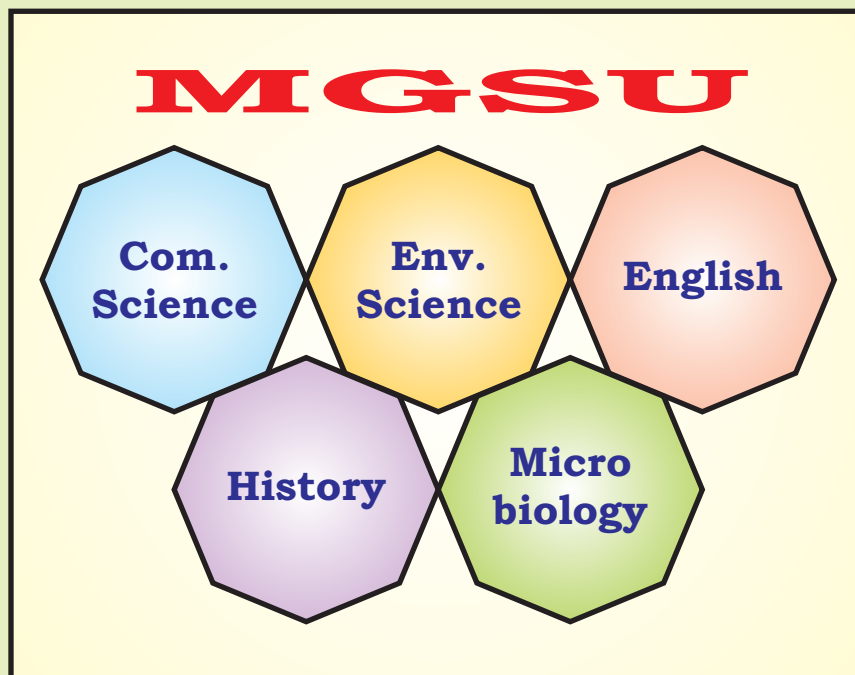 MGSU
Com.
Science
Env.
Science
English
History
Micro
biology